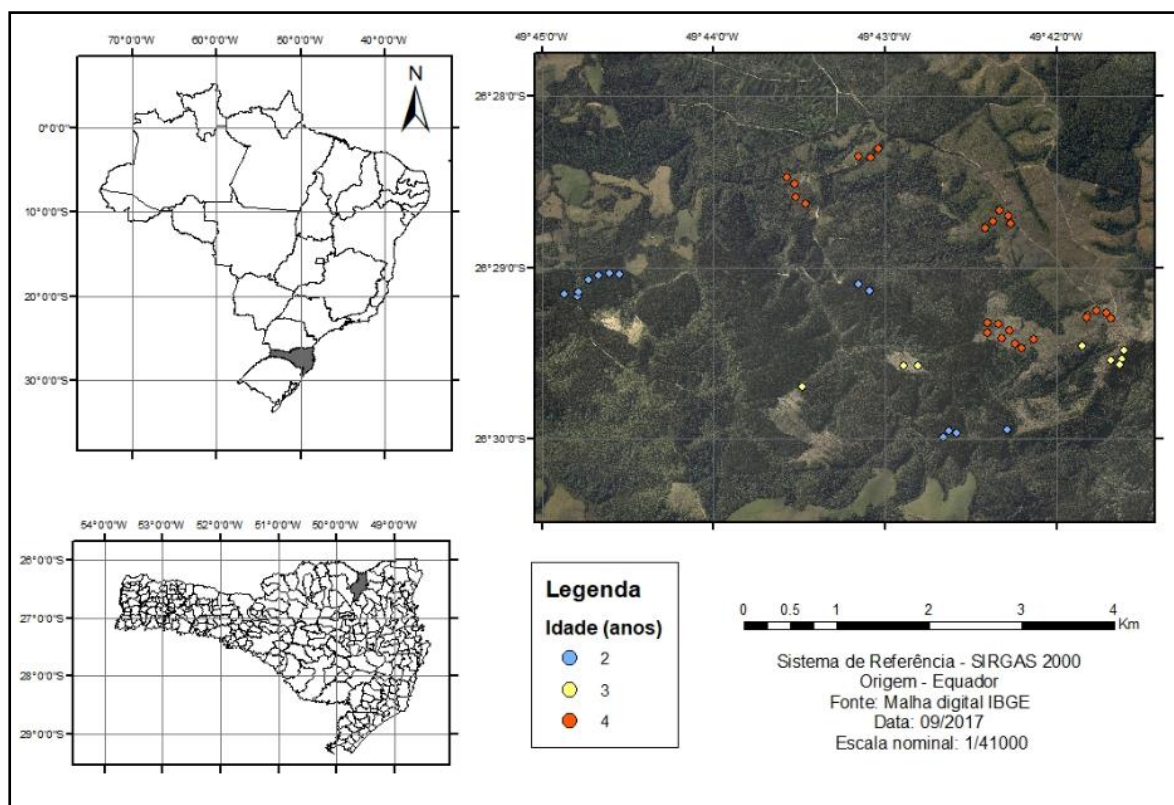 70°0'0"W 60°0'0"W 50°0'0"W 40°0'0"W
N
0°0'0"
10°0'0"S
20°0'0"S
30°0'0"S
49°45'0"W 49°44'0"W 49°43'0"W 49°42'0"W
26°28'0"S
26°29'0"S
26°30'0"S
54°0'0"W 53°0'0"W 52°0'0"W 51°0'0"W 50°0'0"W 49°0'0"W
26°0'0"S
27°0'0"S
28°0'0"S
29°0'0"S
Legenda
Idade (anos)
2
3
4
0 0.5 1 2 3 4
Km
Sistema de Referência - SIRGAS 2000
Origem - Equador
Fonte: Malha digital IBGE
Data: 09/2017
Escala nominal: 1/41000